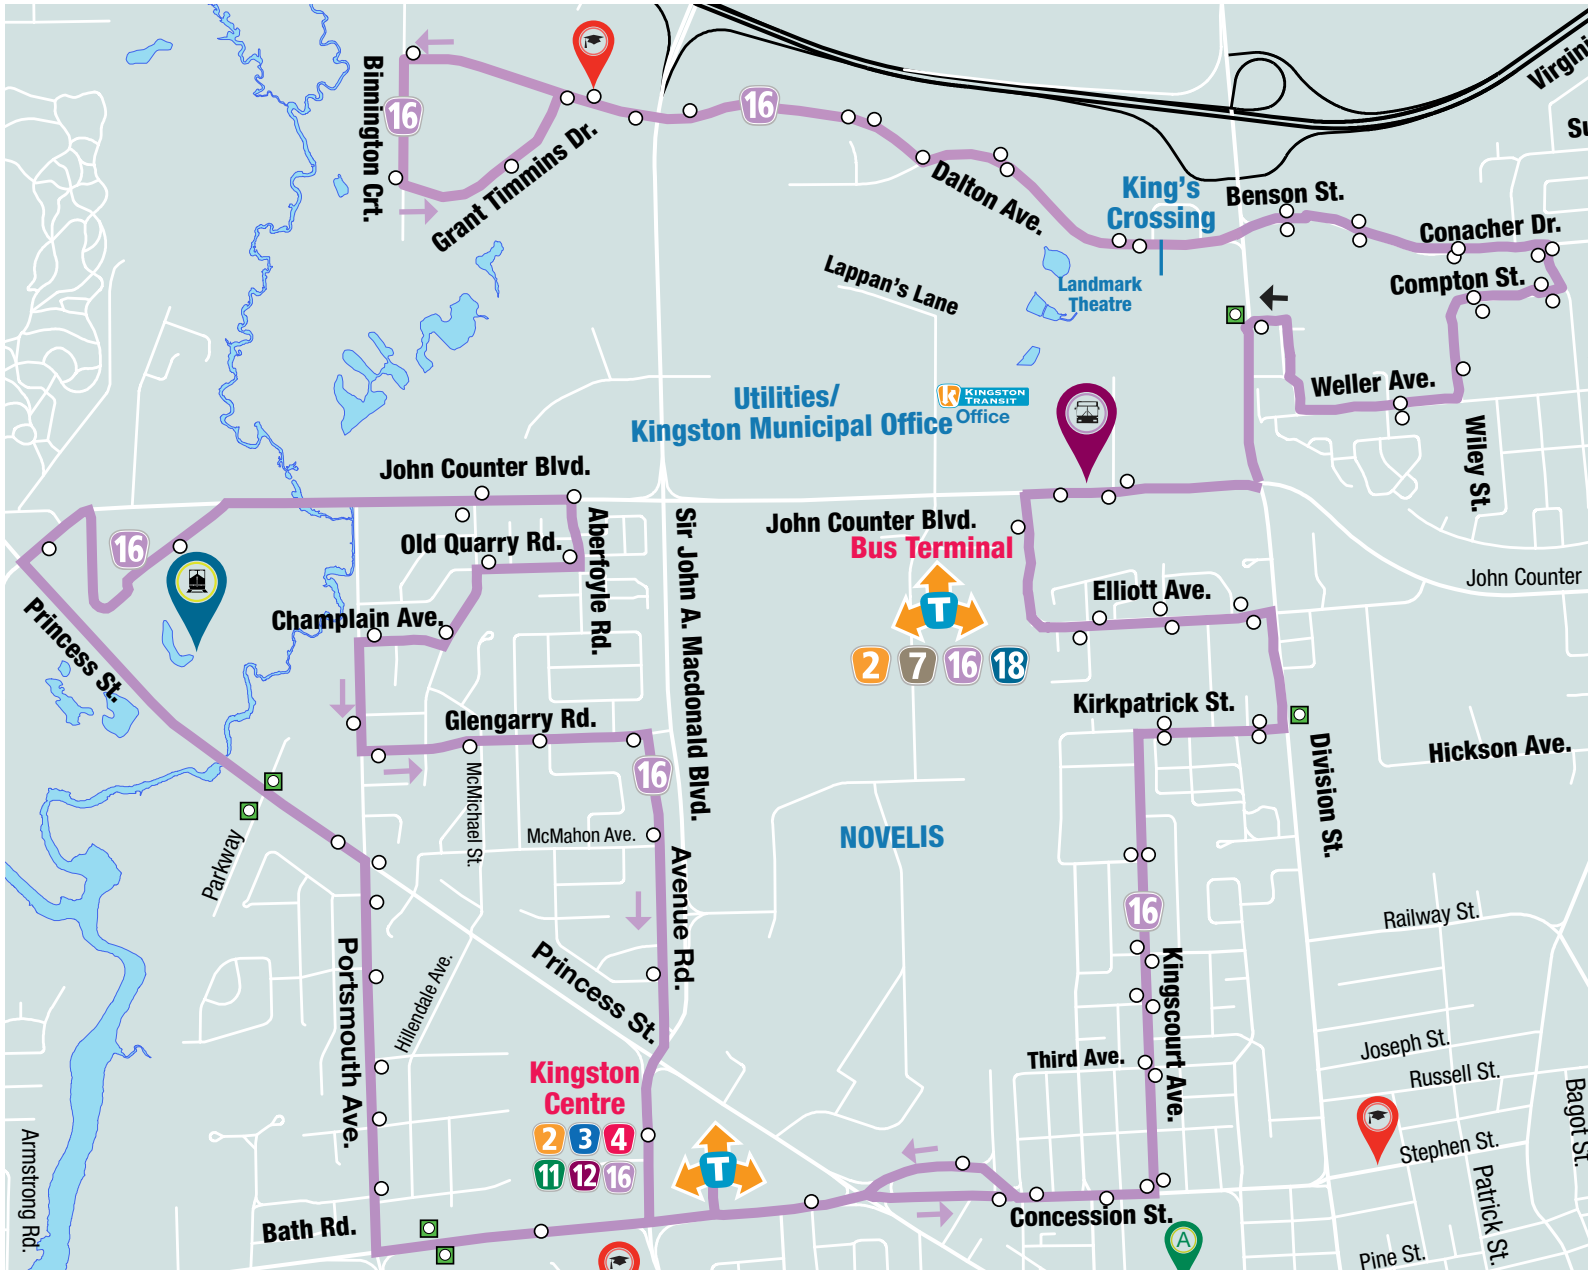 Binnington Crt.
16
Grant Timmins Dr.
16
Dalton Ave.
King's
Crossing
Benson St.
Conacher Dr.
Compton St.
Landmark
Theatre
Lappan's Lane
Weller Ave.
Wiley St.
Utilities/
Kingston Municipal Office
k KINGSTON
TRANSIT
Office
John Counter Blvd.
16
Old Quarry Rd.
Aberfoyle Rd.
Champlain Ave.
Princess St.
Sir John A. Macdonald Blvd.
John Counter Blvd.
Bus Terminal
T
2 7 16 18
Elliott Ave.
John Counter
Kirkpatrick St.
Division St.
Hickson Ave.
Glengarry Rd.
16
McMichael St.
McMahon Ave.
Parkway
NOVELIS
Avenue Rd.
16
Railway St.
Portsmouth Ave.
Hillendale Ave.
Princess St.
Kingscourt Ave.
Third Ave.
Joseph St.
Russell St.
Bagot St.
Stephen St.
Patrick St.
Kingston
Centre
2 3 4
11 12 16
T
Armstrong Rd.
Bath Rd.
Concession St.
A
Pine St.